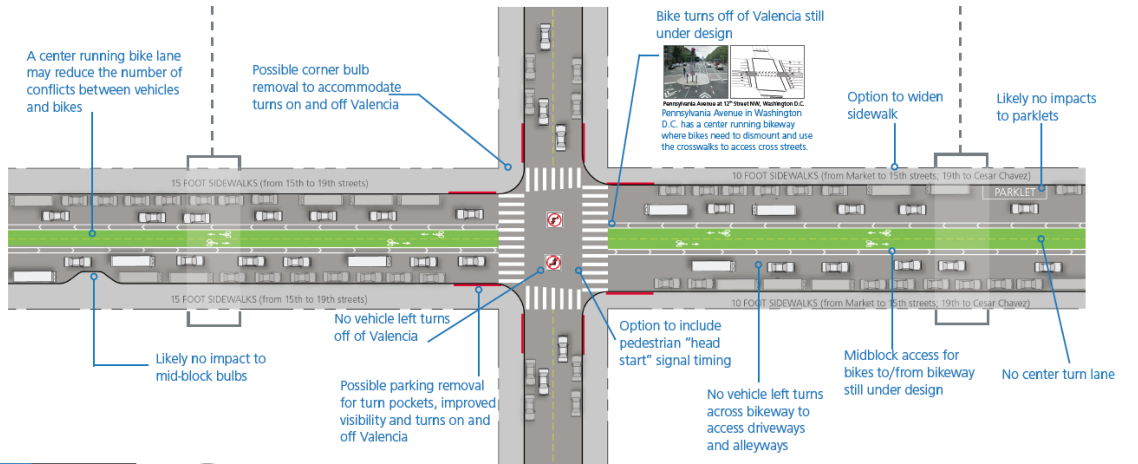 Bike turns off of Valencia still
under design
A center running bike lane
may reduce the number of
conflicts between vehicles
and bikes
Possible corner bulb
removal to accommodate
turns on and off Valencia
Pennsylvania Avenue at 12th Street NW, Washington D.C.
Pennsylvania Avenue in Washington
D.C. has a center running bikeway
where bikes need to dismount and use
the crosswalks to access cross streets.
Option to widen
sidewalk
Likely no impacts
to parklets
15 FOOT SIDEWALKS (from 15th to 19th streets)
10 FOOT SIDEWALKS (from Market to 15th streets; 19th to Cesar Chavez)
PARKLET
15 FOOT SIDEWALKS (from 15th to 19th streets)
10 FOOT SIDEWALKS (from Market to 15th streets; 19th to Cesar Chavez)
No vehicle left turns
off of Valencia
Option to include
pedestrian "head
start" signal timing
Likely no impact to
mid-block bulbs
Midblock access for
bikes to/from bikeway
still under design
No center turn lane
Possible parking removal
for turn pockets, improved
visibility and turns on and
off Valencia
No vehicle left turns
across bikeway to
access driveways
and alleyways